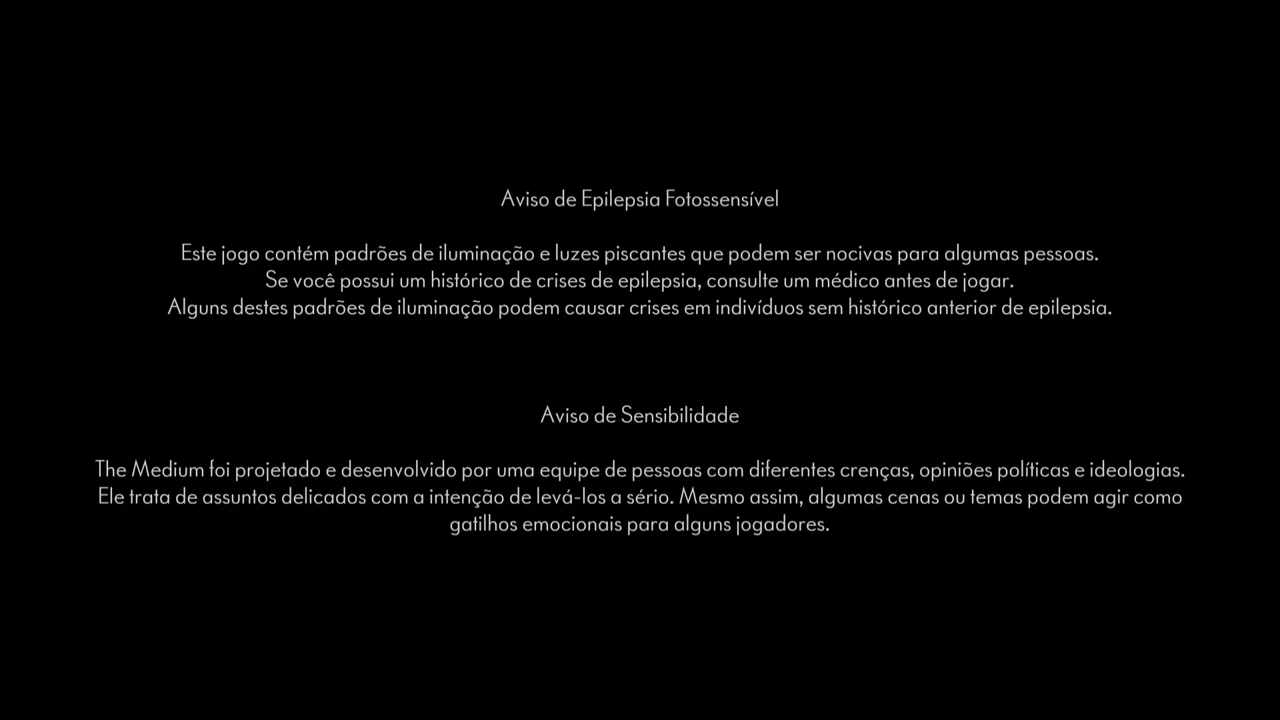 Aviso de Epilepsia Fotossensível
Este jogo contém padrões de iluminação e luzes piscantes que podem ser nocivas para algumas pessoas.
Se você possui um histórico de crises de epilepsia, consulte um médico antes de jogar.
Alguns destes padrões de iluminação podem causar crises em indivíduos sem histórico anterior de epilepsia.
Aviso de Sensibilidade
The Medium foi projetado e desenvolvido por uma equipe de pessoas com diferentes crenças, opiniões políticas e ideologias.
Ele trata de assuntos delicados com a intenção de levá-los a sério. Mesmo assim, algumas cenas ou temas podem agir como
gatilhos emocionais para alguns jogadores.